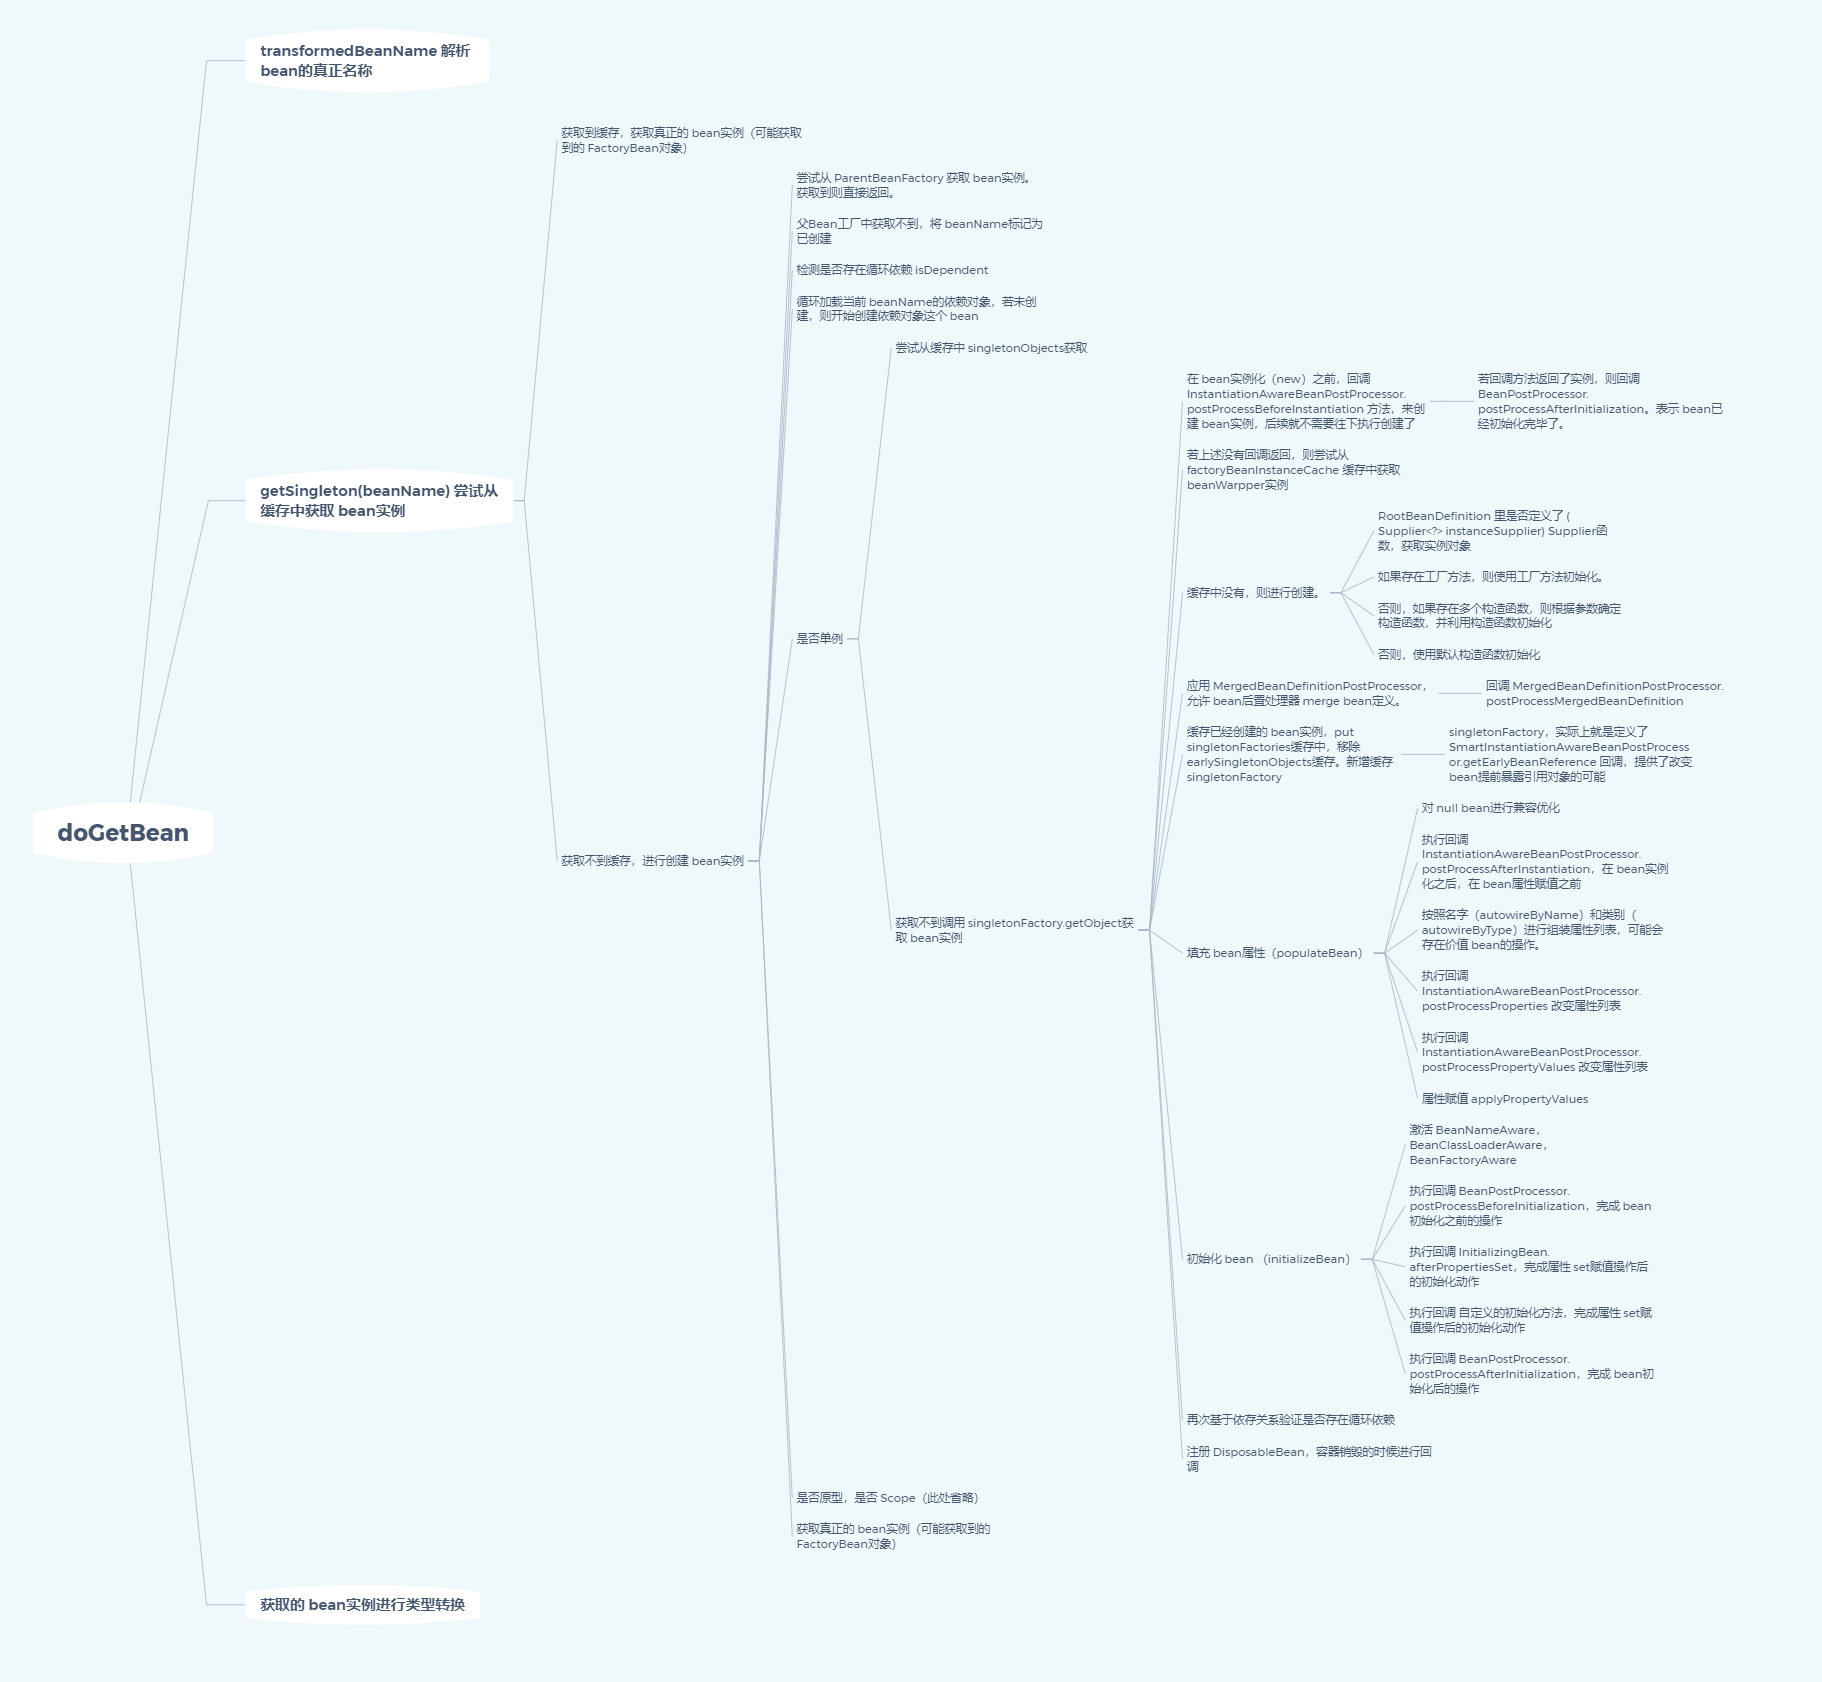 doGetBean
transformedBeanName 解析
bean的真正名称
getSingleton(beanName) 尝试从
缓存中获取 bean实例
获取到缓存，获取真正的 bean实例（可能获取
到的 FactoryBean对象）
获取不到缓存，进行创建 bean实例
尝试从 ParentBeanFactory 获取 bean实例。
获取到则直接返回。
父Bean工厂中获取不到，将 beanName标记为
已创建
检测是否存在循环依赖 isDependent
循环加载当前 beanName的依赖对象，若未创
建，则开始创建依赖对象这个 bean
是否单例
尝试从缓存中 singletonObjects获取
获取不到调用 singletonFactory.getObject获
取 bean实例
在 bean实例化（new）之前，回调
InstantiationAwareBeanPostProcessor.
postProcessBeforeInstantiation 方法，来创
建 bean实例，后续就不需要往下执行创建了
若回调方法返回了实例，则回调
BeanPostProcessor.
postProcessAfterInitialization。表示 bean已
经初始化完毕了。
若上述没有回调返回，则尝试从
factoryBeanInstanceCache 缓存中获取
beanWarpper实例
缓存中没有，则进行创建。
RootBeanDefinition 里是否定义了 (
Supplier<?> instanceSupplier) Supplier函
数，获取实例对象
如果存在工厂方法，则使用工厂方法初始化。
否则，如果存在多个构造函数，则根据参数确定
构造函数，并利用构造函数初始化
否则，使用默认构造函数初始化
应用 MergedBeanDefinitionPostProcessor，
允许 bean后置处理器 merge bean定义。
回调 MergedBeanDefinitionPostProcessor.
postProcessMergedBeanDefinition
缓存已经创建的 bean实例，put
singletonFactories缓存中，移除
earlySingletonObjects缓存。新增缓存
singletonFactory
singletonFactory，实际上就是定义了
SmartInstantiationAwareBeanPostProcess
or.getEarlyBeanReference 回调，提供了改变
bean提前暴露引用对象的可能
填充 bean属性（populateBean）
对 null bean进行兼容优化
执行回调
InstantiationAwareBeanPostProcessor.
postProcessAfterInstantiation，在 bean实例
化之后，在 bean属性赋值之前
按照名字（autowireByName）和类别（
autowireByType）进行组装属性列表，可能会
存在价值 bean的操作。
执行回调
InstantiationAwareBeanPostProcessor.
postProcessProperties 改变属性列表
执行回调
InstantiationAwareBeanPostProcessor.
postProcessPropertyValues 改变属性列表
属性赋值 applyPropertyValues
初始化 bean （initializeBean）
激活 BeanNameAware，
BeanClassLoaderAware，
BeanFactoryAware
执行回调 BeanPostProcessor.
postProcessBeforeInitialization，完成 bean
初始化之前的操作
执行回调 InitializingBean.
afterPropertiesSet，完成属性 set赋值操作后
的初始化动作
执行回调 自定义的初始化方法，完成属性 set赋
值操作后的初始化动作
执行回调 BeanPostProcessor.
postProcessAfterInitialization，完成 bean初
始化后的操作
再次基于依存关系验证是否存在循环依赖
注册 DisposableBean，容器销毁的时候进行回
调
是否原型，是否 Scope（此处省略）
获取真正的 bean实例（可能获取到的
FactoryBean对象）
获取的 bean实例进行类型转换